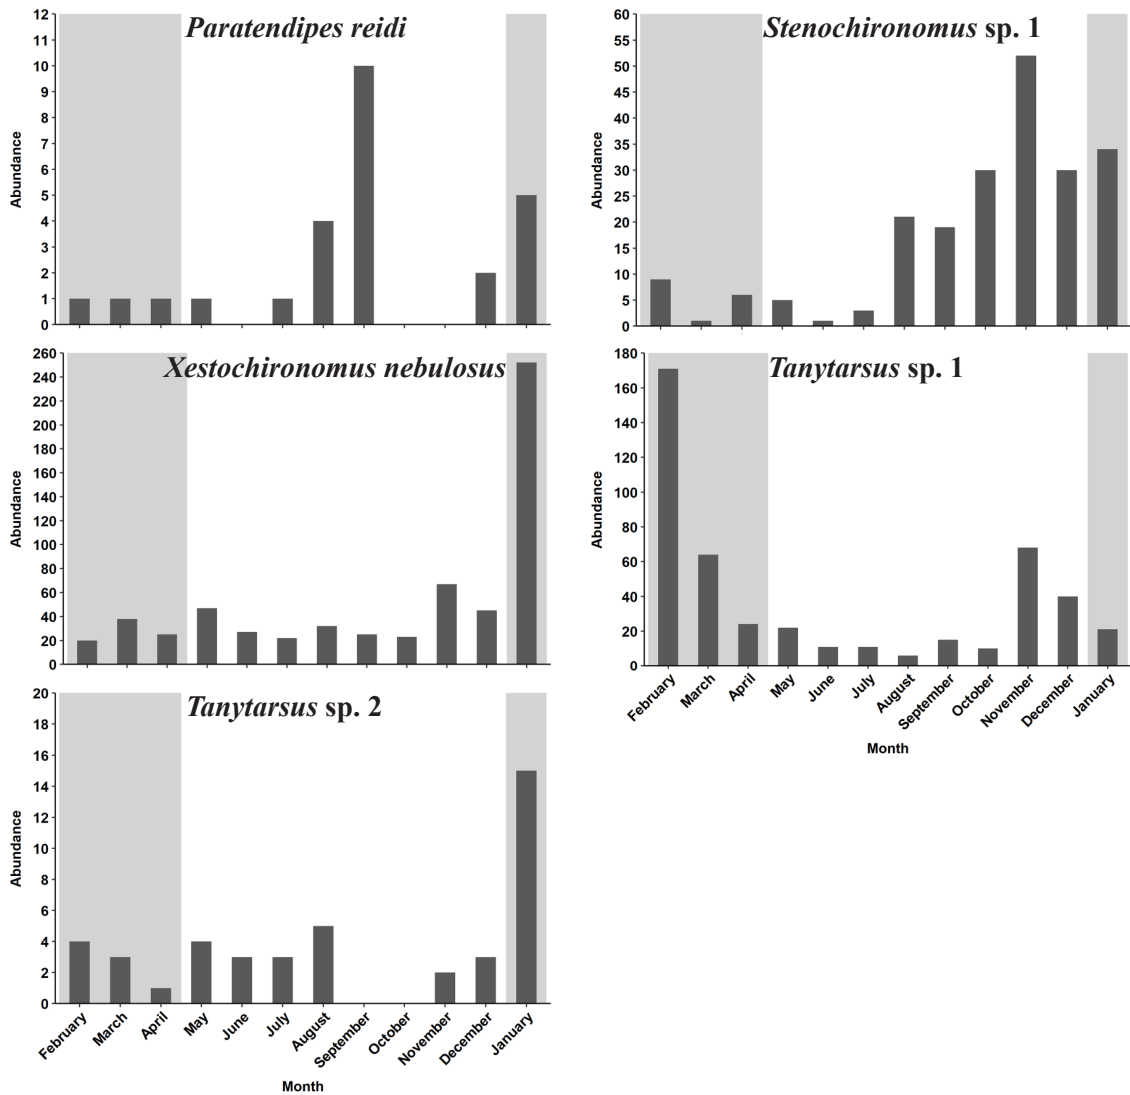 Paratendipes reidi
Abundance
12
11
10
9
8
7
6
5
4
3
2
1
0
Stenochironomus sp. 1
Abundance
60
55
50
45
40
35
30
25
20
15
10
5
0
Xestochironomus nebulosus
Abundance
260
240
220
200
180
160
140
120
100
80
60
40
20
0
Tanytarsus sp. 1
Abundance
180
160
140
120
100
80
60
40
20
0
February
March
April
May
June
July
August
September
October
November
December
January
Month
Tanytarsus sp. 2
Abundance
20
18
16
14
12
10
8
6
4
2
0
February
March
April
May
June
July
August
September
October
November
December
January
Month